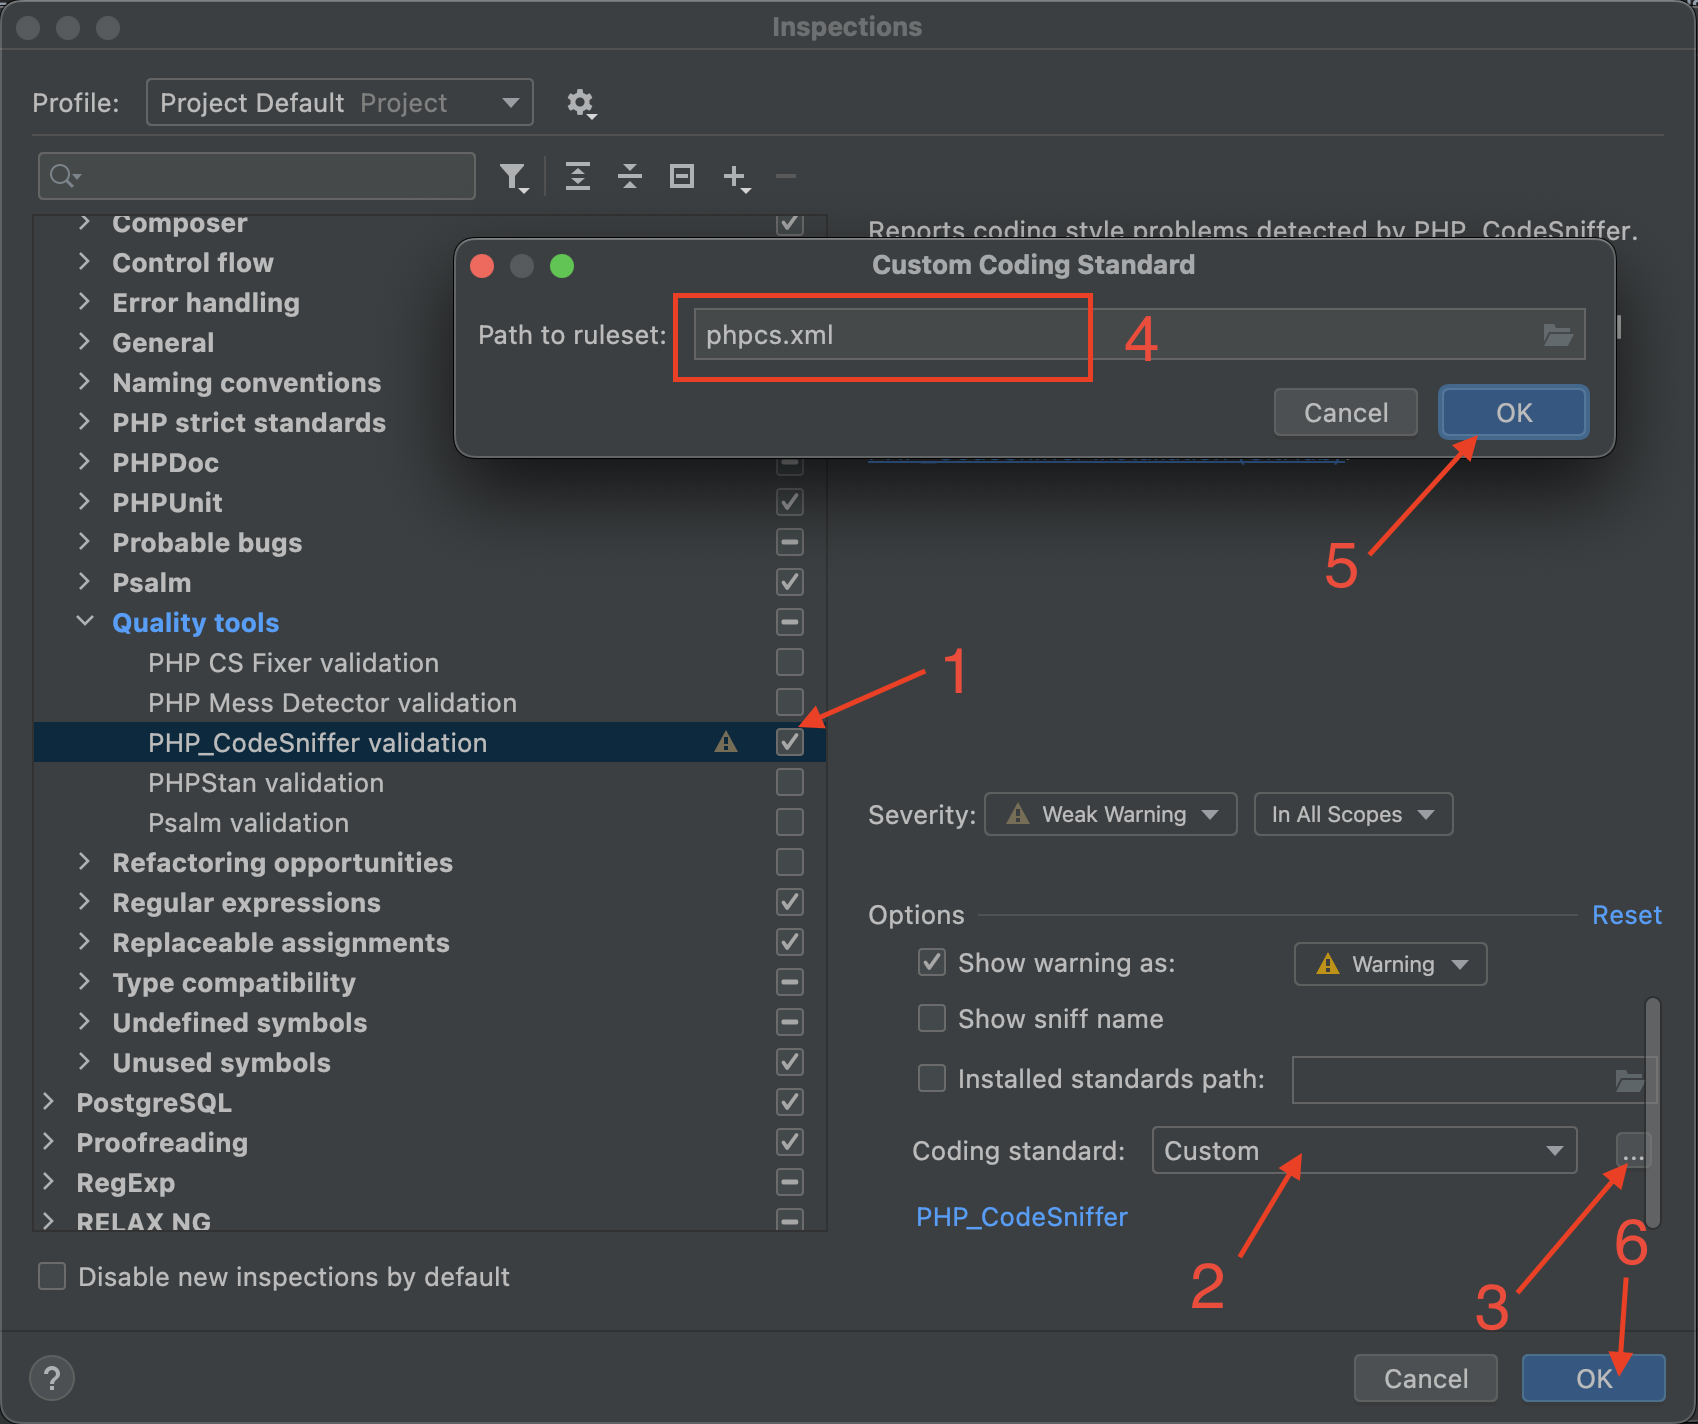 Inspections
Profile: Project Default Project
Composer
Reports coding style problems detected by PHP_CodeSniffer.
Control flow
Custom Coding Standard
Error handling
Path to ruleset: phpcs.xml 4
General
Naming conventions
Cancel OK
PHP strict standards
PHPDoc
PHPUnit
Probable bugs
5
Psalm
Quality tools
PHP CS Fixer validation
1
PHP Mess Detector validation
PHP_CodeSniffer validation
PHPStan validation
Psalm validation
Severity: Weak Warning In All Scopes
Refactoring opportunities
Regular expressions
Options Reset
Replaceable assignments
Show warning as: Warning
Type compatibility
Undefined symbols
Show sniff name
Unused symbols
Installed standards path:
PostgreSQL
Proofreading
Coding standard: Custom ...
RegExp
PHP_CodeSniffer
RELAX NG
6
2
3
Disable new inspections by default
? Cancel OK